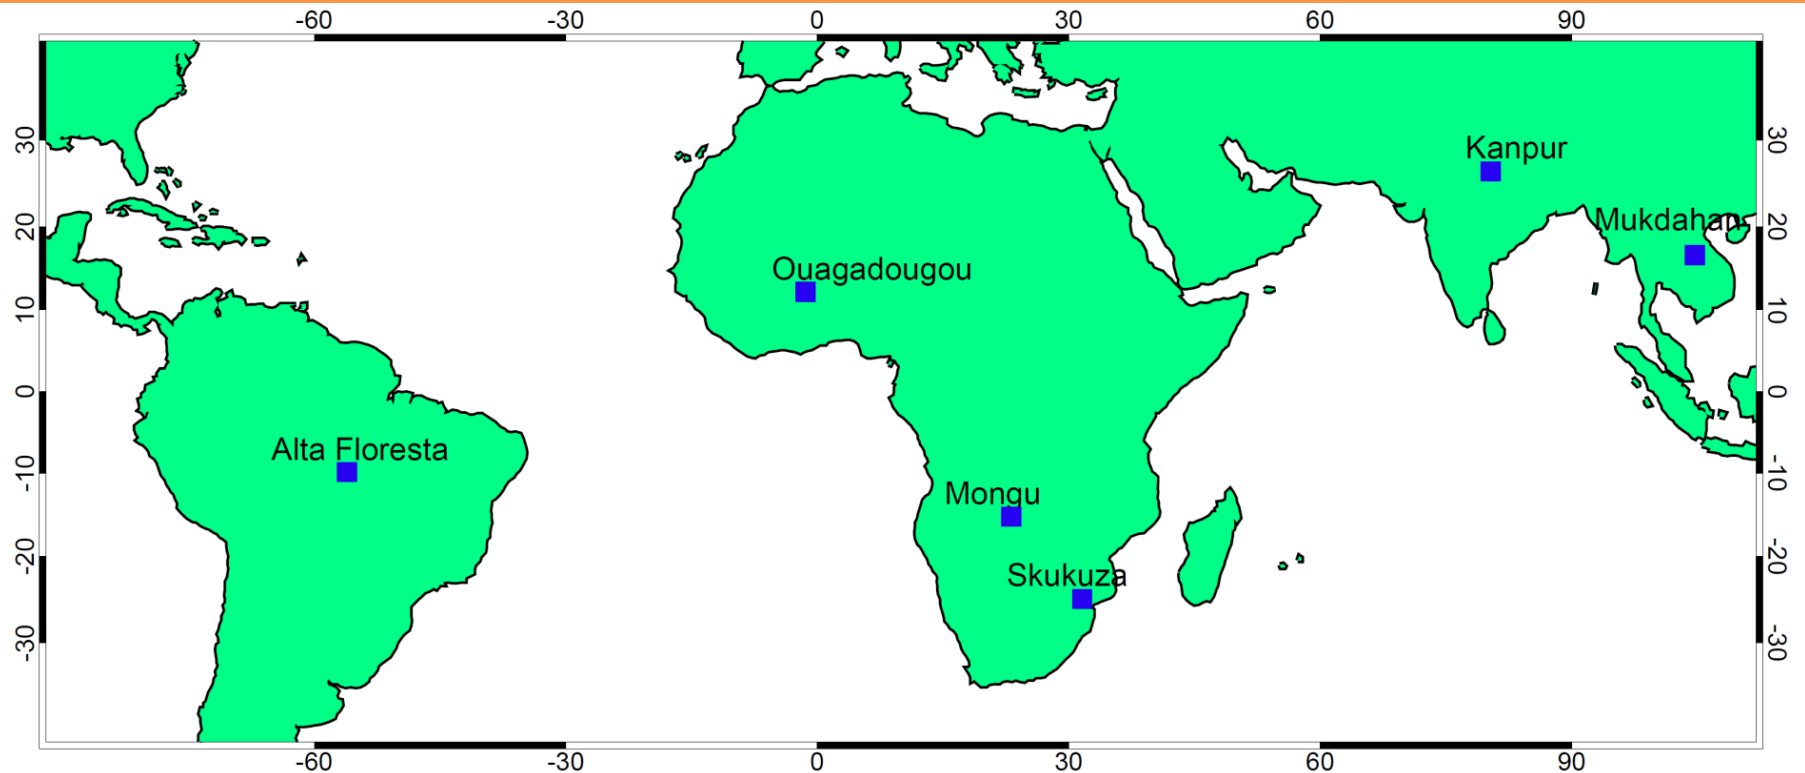 -60 -30 0 30 60 90
30 30
Kanpur
20 Mukdahan 20
Ouagadougou
10 10
0 0
Alta Floresta
-10 -10
Mongu
-20 -20
Skukuza
-30 -30
-60 -30 0 30 60 90